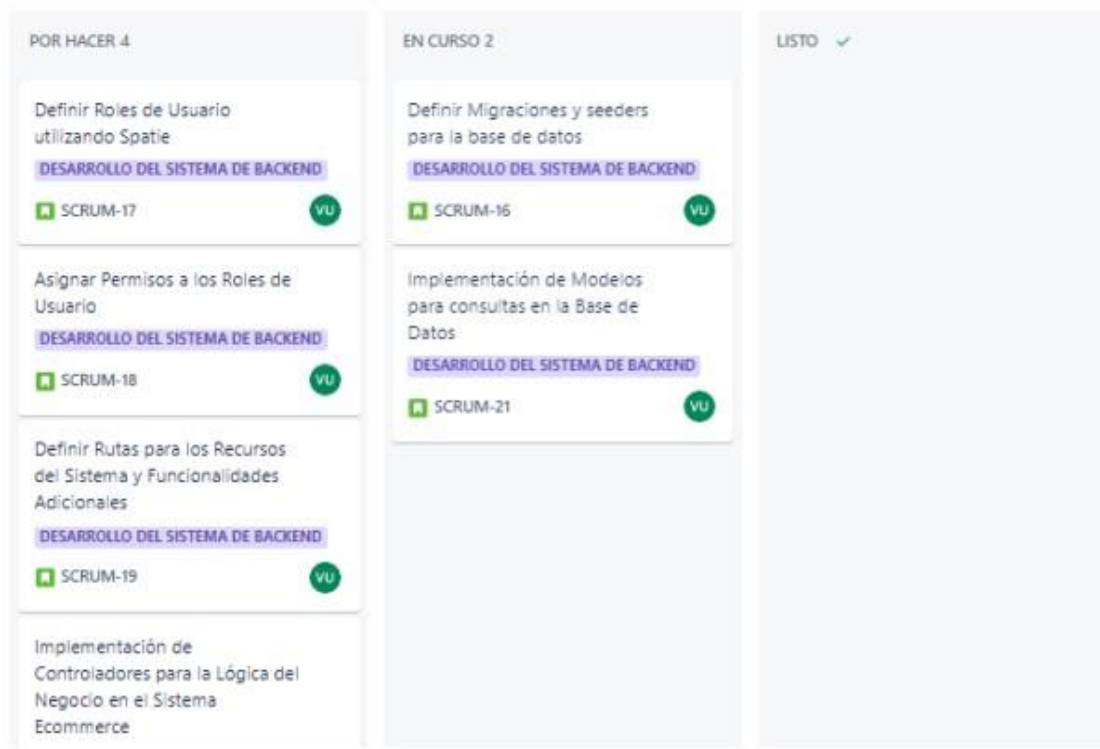 POR HACER 4
Definir Roles de Usuario
utilizando Spatie
DESARROLLO DEL SISTEMA DE BACKEND
SCRUM-17
VU
Asignar Permisos a los Roles de
Usuario
DESARROLLO DEL SISTEMA DE BACKEND
SCRUM-18
VU
Definir Rutas para los Recursos
del Sistema y Funcionalidades
Adicionales
DESARROLLO DEL SISTEMA DE BACKEND
SCRUM-19
VU
Implementación de
Controladores para la Lógica del
Negocio en el Sistema
Ecommerce
EN CURSO 2
Definir Migraciones y seeders
para la base de datos
DESARROLLO DEL SISTEMA DE BACKEND
SCRUM-16
VU
Implementación de Modelos
para consultas en la Base de
Datos
DESARROLLO DEL SISTEMA DE BACKEND
SCRUM-21
VU
LISTO